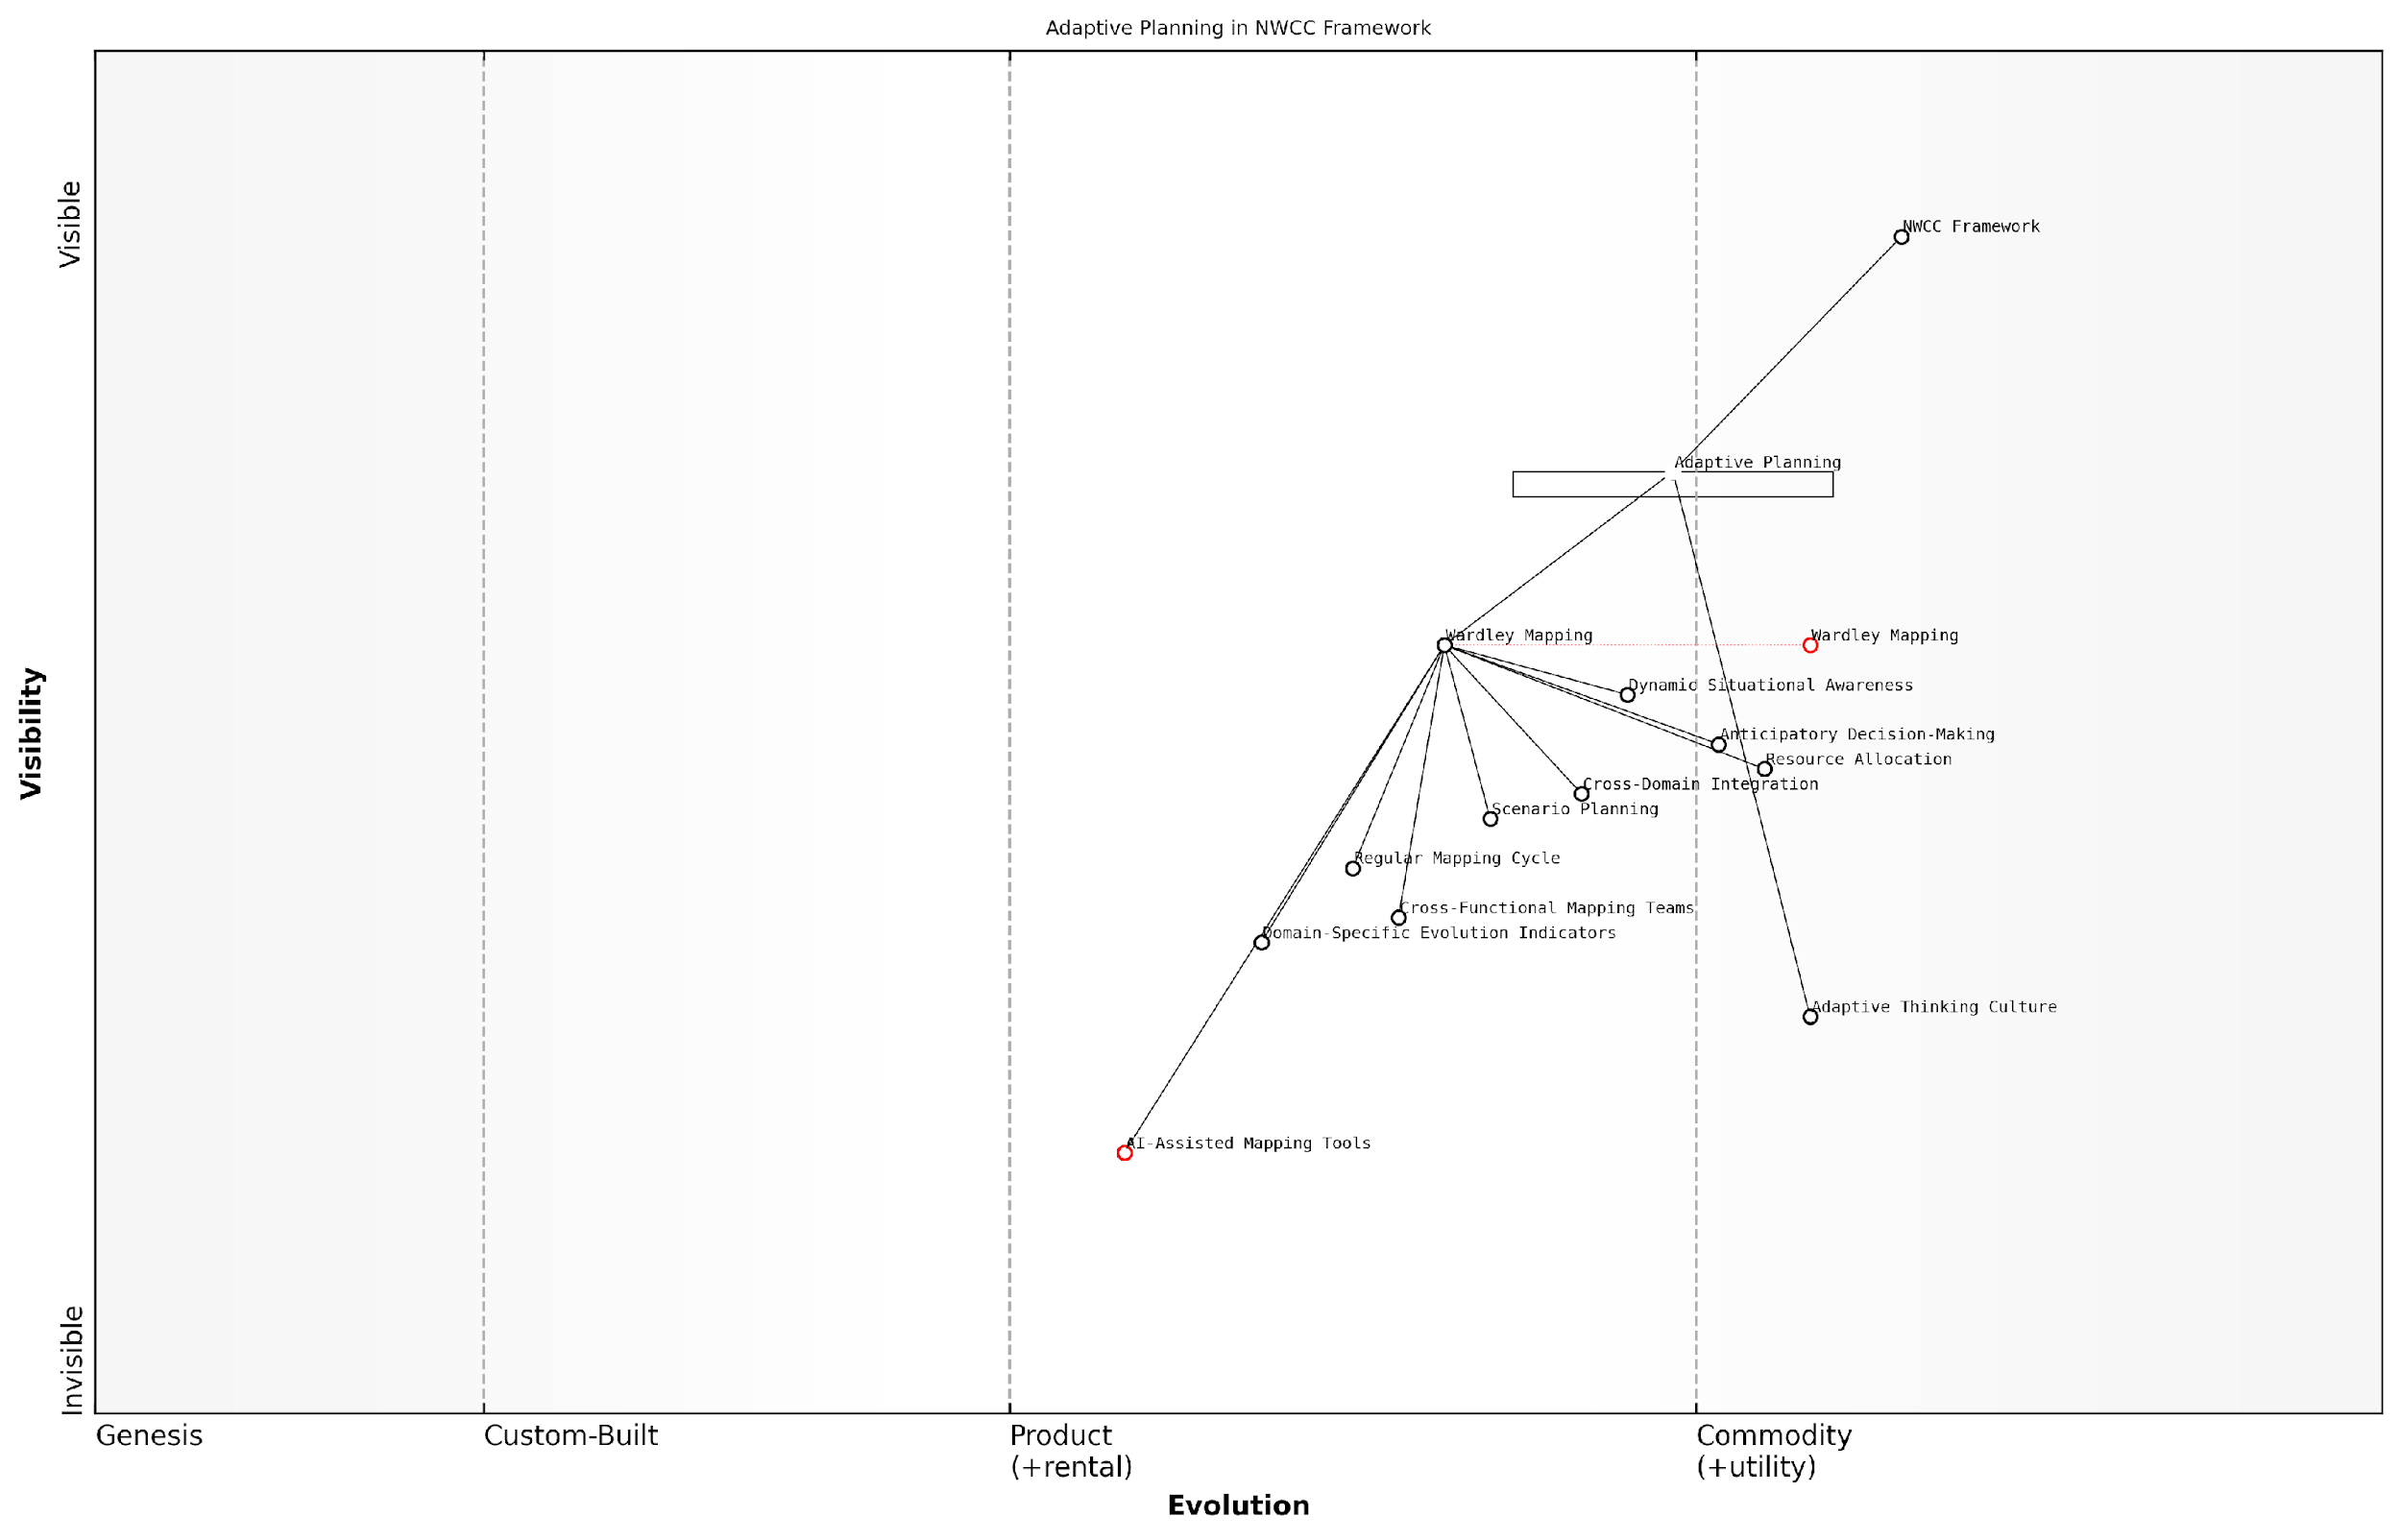 Adaptive Planning in NWCC Framework
Visible
NWCC Framework
Adaptive Planning
Wardley Mapping
Wardley Mapping
Dynamic Situational Awareness
Anticipatory Decision-Making
Resource Allocation
Cross-Domain Integration
Scenario Planning
Regular Mapping Cycle
Cross-Functional Mapping Teams
Domain-Specific Evolution Indicators
Adaptive Thinking Culture
AI-Assisted Mapping Tools
Visibility
Invisible
Genesis
Custom-Built
Product
(+rental)
Commodity
(+utility)
Evolution